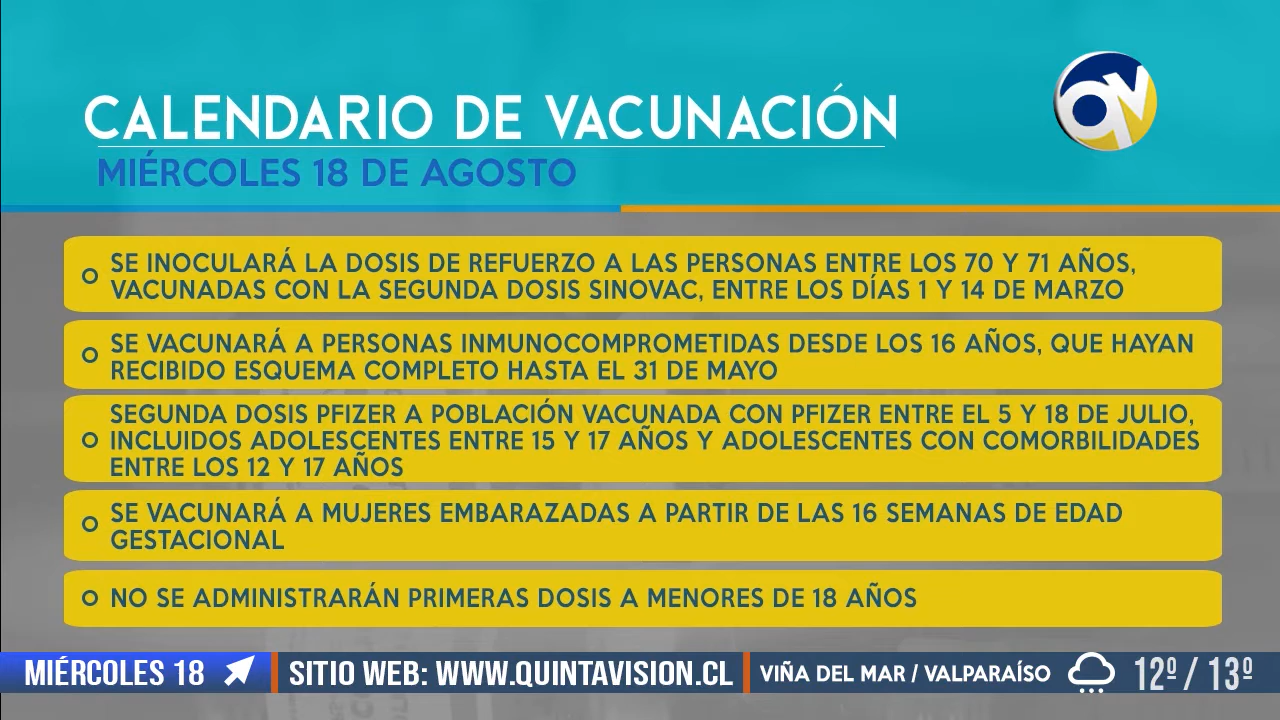 CALENDARIO DE VACUNACIÓN
MIÉRCOLES 18 DE AGOSTO
QV
SE INOCULARÁ LA DOSIS DE REFUERZO A LAS PERSONAS ENTRE LOS 70 Y 71 AÑOS,
VACUNADAS CON LA SEGUNDA DOSIS SINOVAC, ENTRE LOS DÍAS 1 Y 14 DE MARZO
SE VACUNARÁ A PERSONAS INMUNOCOMPROMETIDAS DESDE LOS 16 AÑOS, QUE HAYAN
RECIBIDO ESQUEMA COMPLETO HASTA EL 31 DE MAYO
SEGUNDA DOSIS PFIZER A POBLACIÓN VACUNADA CON PFIZER ENTRE EL 5 Y 18 DE JULIO,
INCLUIDOS ADOLESCENTES ENTRE 15 Y 17 AÑOS Y ADOLESCENTES CON COMORBILIDADES
ENTRE LOS 12 Y 17 AÑOS
SE VACUNARÁ A MUJERES EMBARAZADAS A PARTIR DE LAS 16 SEMANAS DE EDAD
GESTACIONAL
NO SE ADMINISTRARÁN PRIMERAS DOSIS A MENORES DE 18 AÑOS
MIÉRCOLES 18 SITIO WEB: WWW.QUINTAVISION.CL VIÑA DEL MAR / VALPARAÍSO 12º / 13º